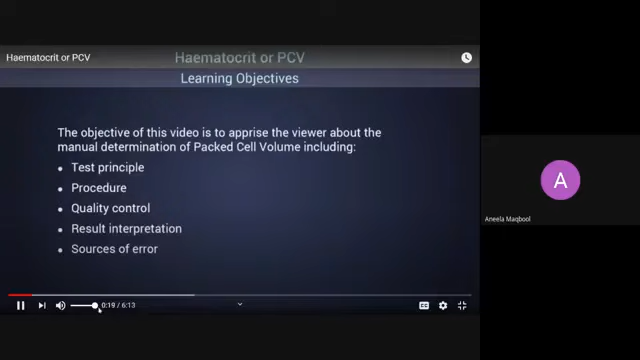 Haematocrit or PCV
Haematocrit or PCV
Learning Objectives
The objective of this video is to apprise the viewer about the
manual determination of Packed Cell Volume including:
• Test principle
• Procedure
• Quality control
• Result interpretation
• Sources of error
0:19 / 6:13
A
Aneela Maqbool